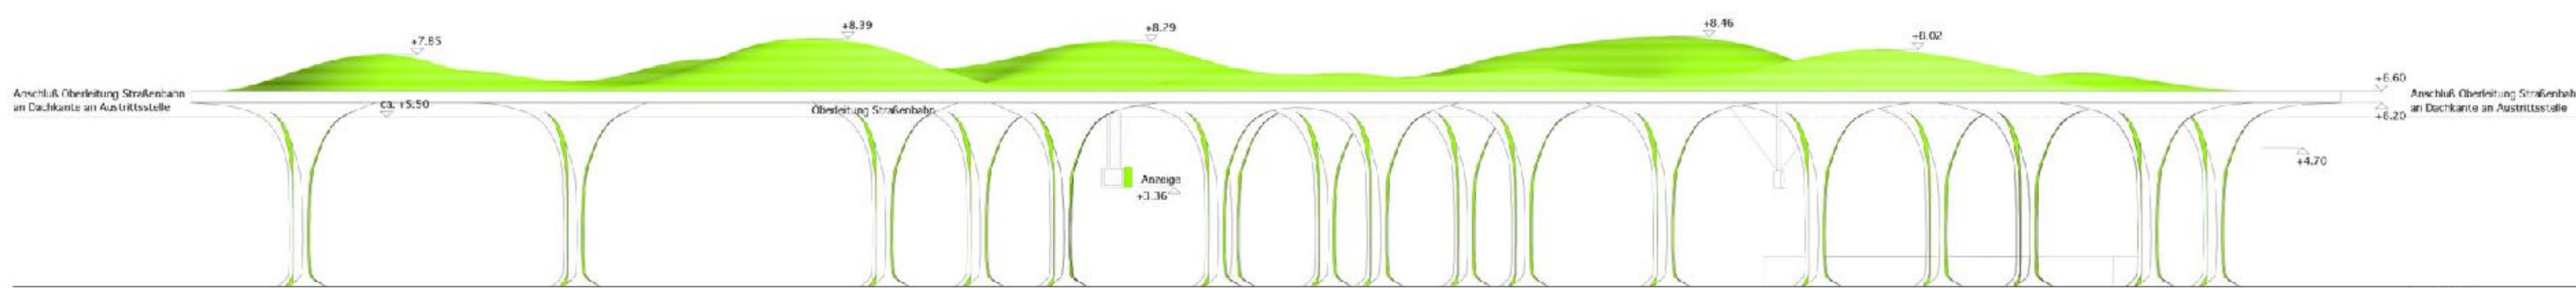 +8.46
+8.39
+8.29
+8.02
+7.85
+6.60
Anschluß Oberleitung Straßenbahn
an Dachkante an Austrittsstelle
ca. +5.50
Oberleitung Straßenbahn
Anschluß Oberleitung Straßenbah
an Dachkante an Austrittsstelle
+6.20
+4.70
Anzeige
+3.36